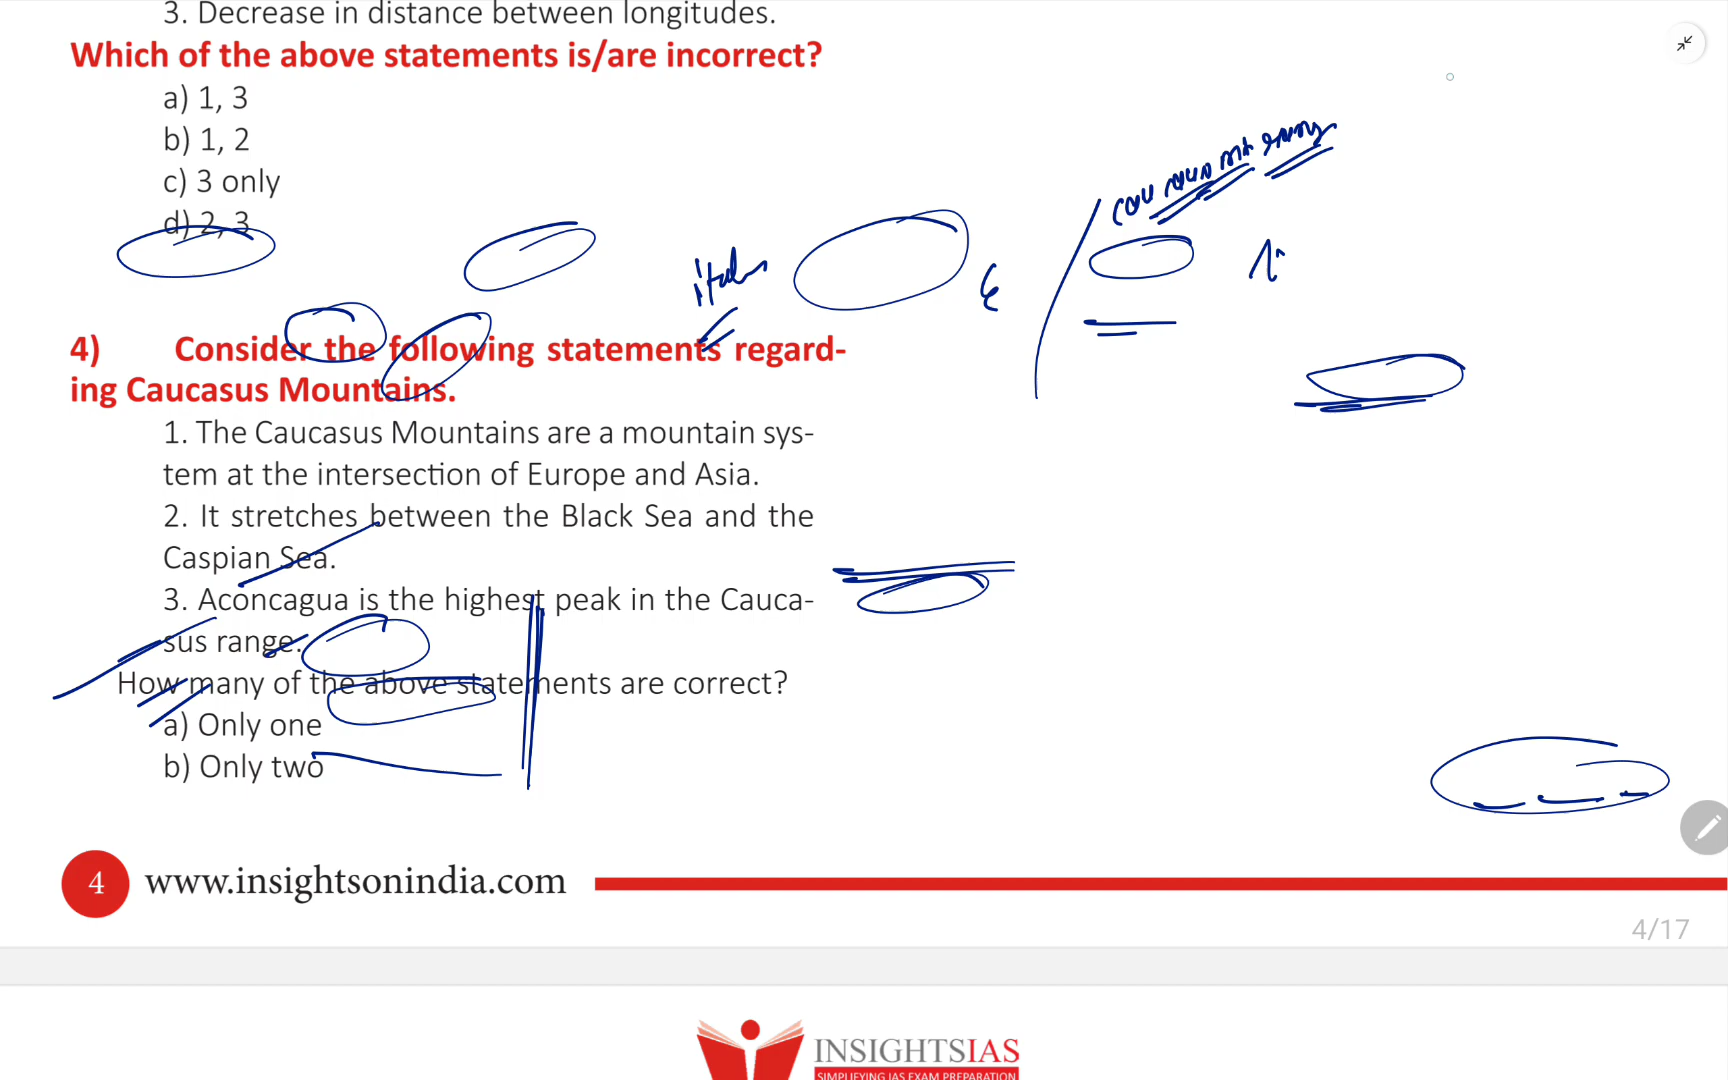 3. Decrease in distance between longitudes.
Which of the above statements is/are incorrect?
a) 1, 3
b) 1, 2
c) 3 only
d) 2, 3
4) Consider the following statements regard-
ing Caucasus Mountains.
1. The Caucasus Mountains are a mountain sys-
tem at the intersection of Europe and Asia.
2. It stretches between the Black Sea and the
Caspian Sea.
3. Aconcagua is the highest peak in the Cauca-
sus range.
How many of the above statements are correct?
a) Only one
b) Only two
4 www.insightsonindia.com
4/17
INSIGHTSIAS
SIMPLIFYING IAS EXAM PREPARATION